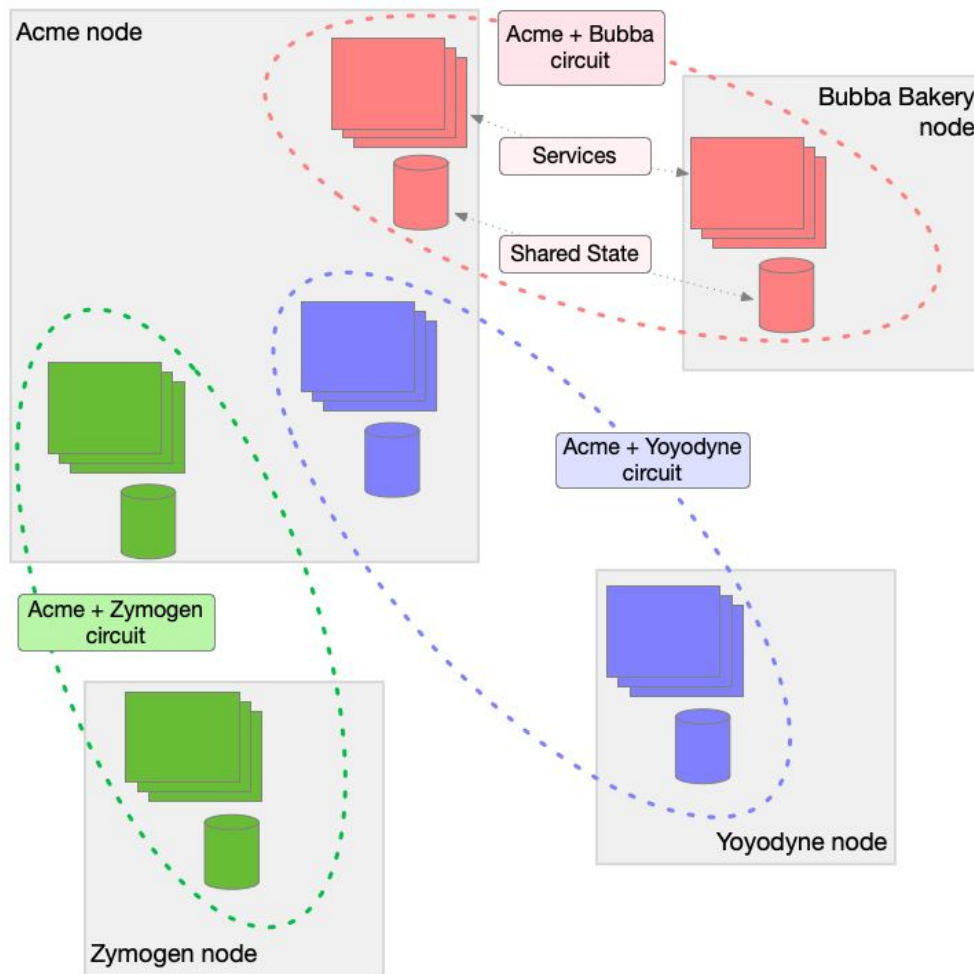 Acme node
Acme + Bubba
circuit
Bubba Bakery
node
Services
Shared State
Acme + Yoyodyne
circuit
Acme + Zymogen
circuit
Yoyodyne node
Zymogen node